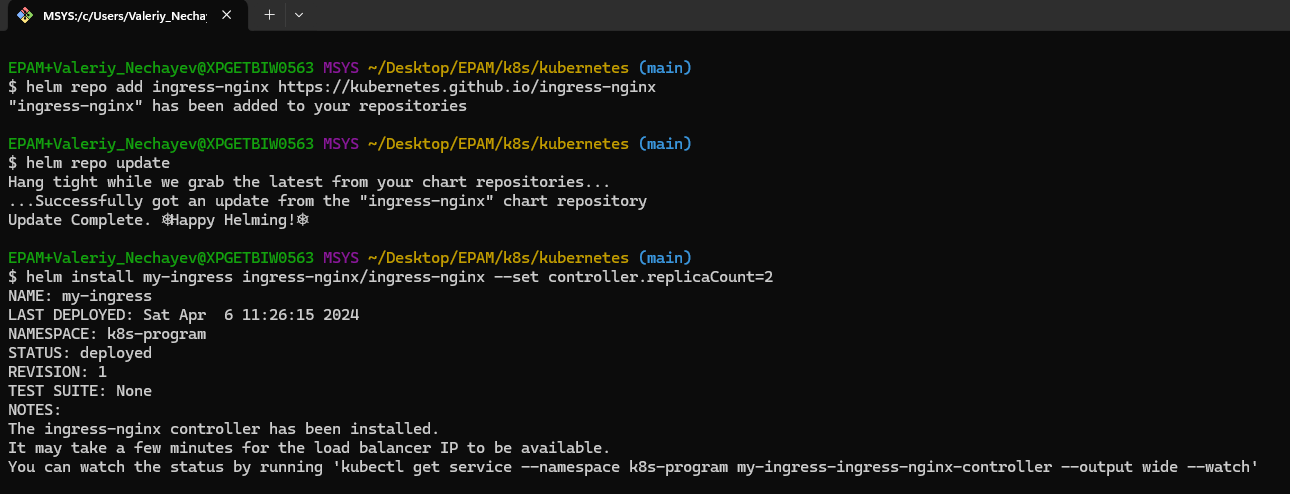 MSYS:/c/Users/Valeriy_Necha
EPAM+Valeriy_Nechayev@XPGETBIW0563 MSYS ~/Desktop/EPAM/k8s/kubernetes (main)
$ helm repo add ingress-nginx https://kubernetes.github.io/ingress-nginx
"ingress-nginx" has been added to your repositories
EPAM+Valeriy_Nechayev@XPGETBIW0563 MSYS ~/Desktop/EPAM/k8s/kubernetes (main)
$ helm repo update
Hang tight while we grab the latest from your chart repositories...
...Successfully got an update from the "ingress-nginx" chart repository
Update Complete. ⎈Happy Helming!⎈
EPAM+Valeriy_Nechayev@XPGETBIW0563 MSYS ~/Desktop/EPAM/k8s/kubernetes (main)
$ helm install my-ingress ingress-nginx/ingress-nginx --set controller.replicaCount=2
NAME: my-ingress
LAST DEPLOYED: Sat Apr  6 11:26:15 2024
NAMESPACE: k8s-program
STATUS: deployed
REVISION: 1
TEST SUITE: None
NOTES:
The ingress-nginx controller has been installed.
It may take a few minutes for the load balancer IP to be available.
You can watch the status by running 'kubectl get service --namespace k8s-program my-ingress-ingress-nginx-controller --output wide --watch'